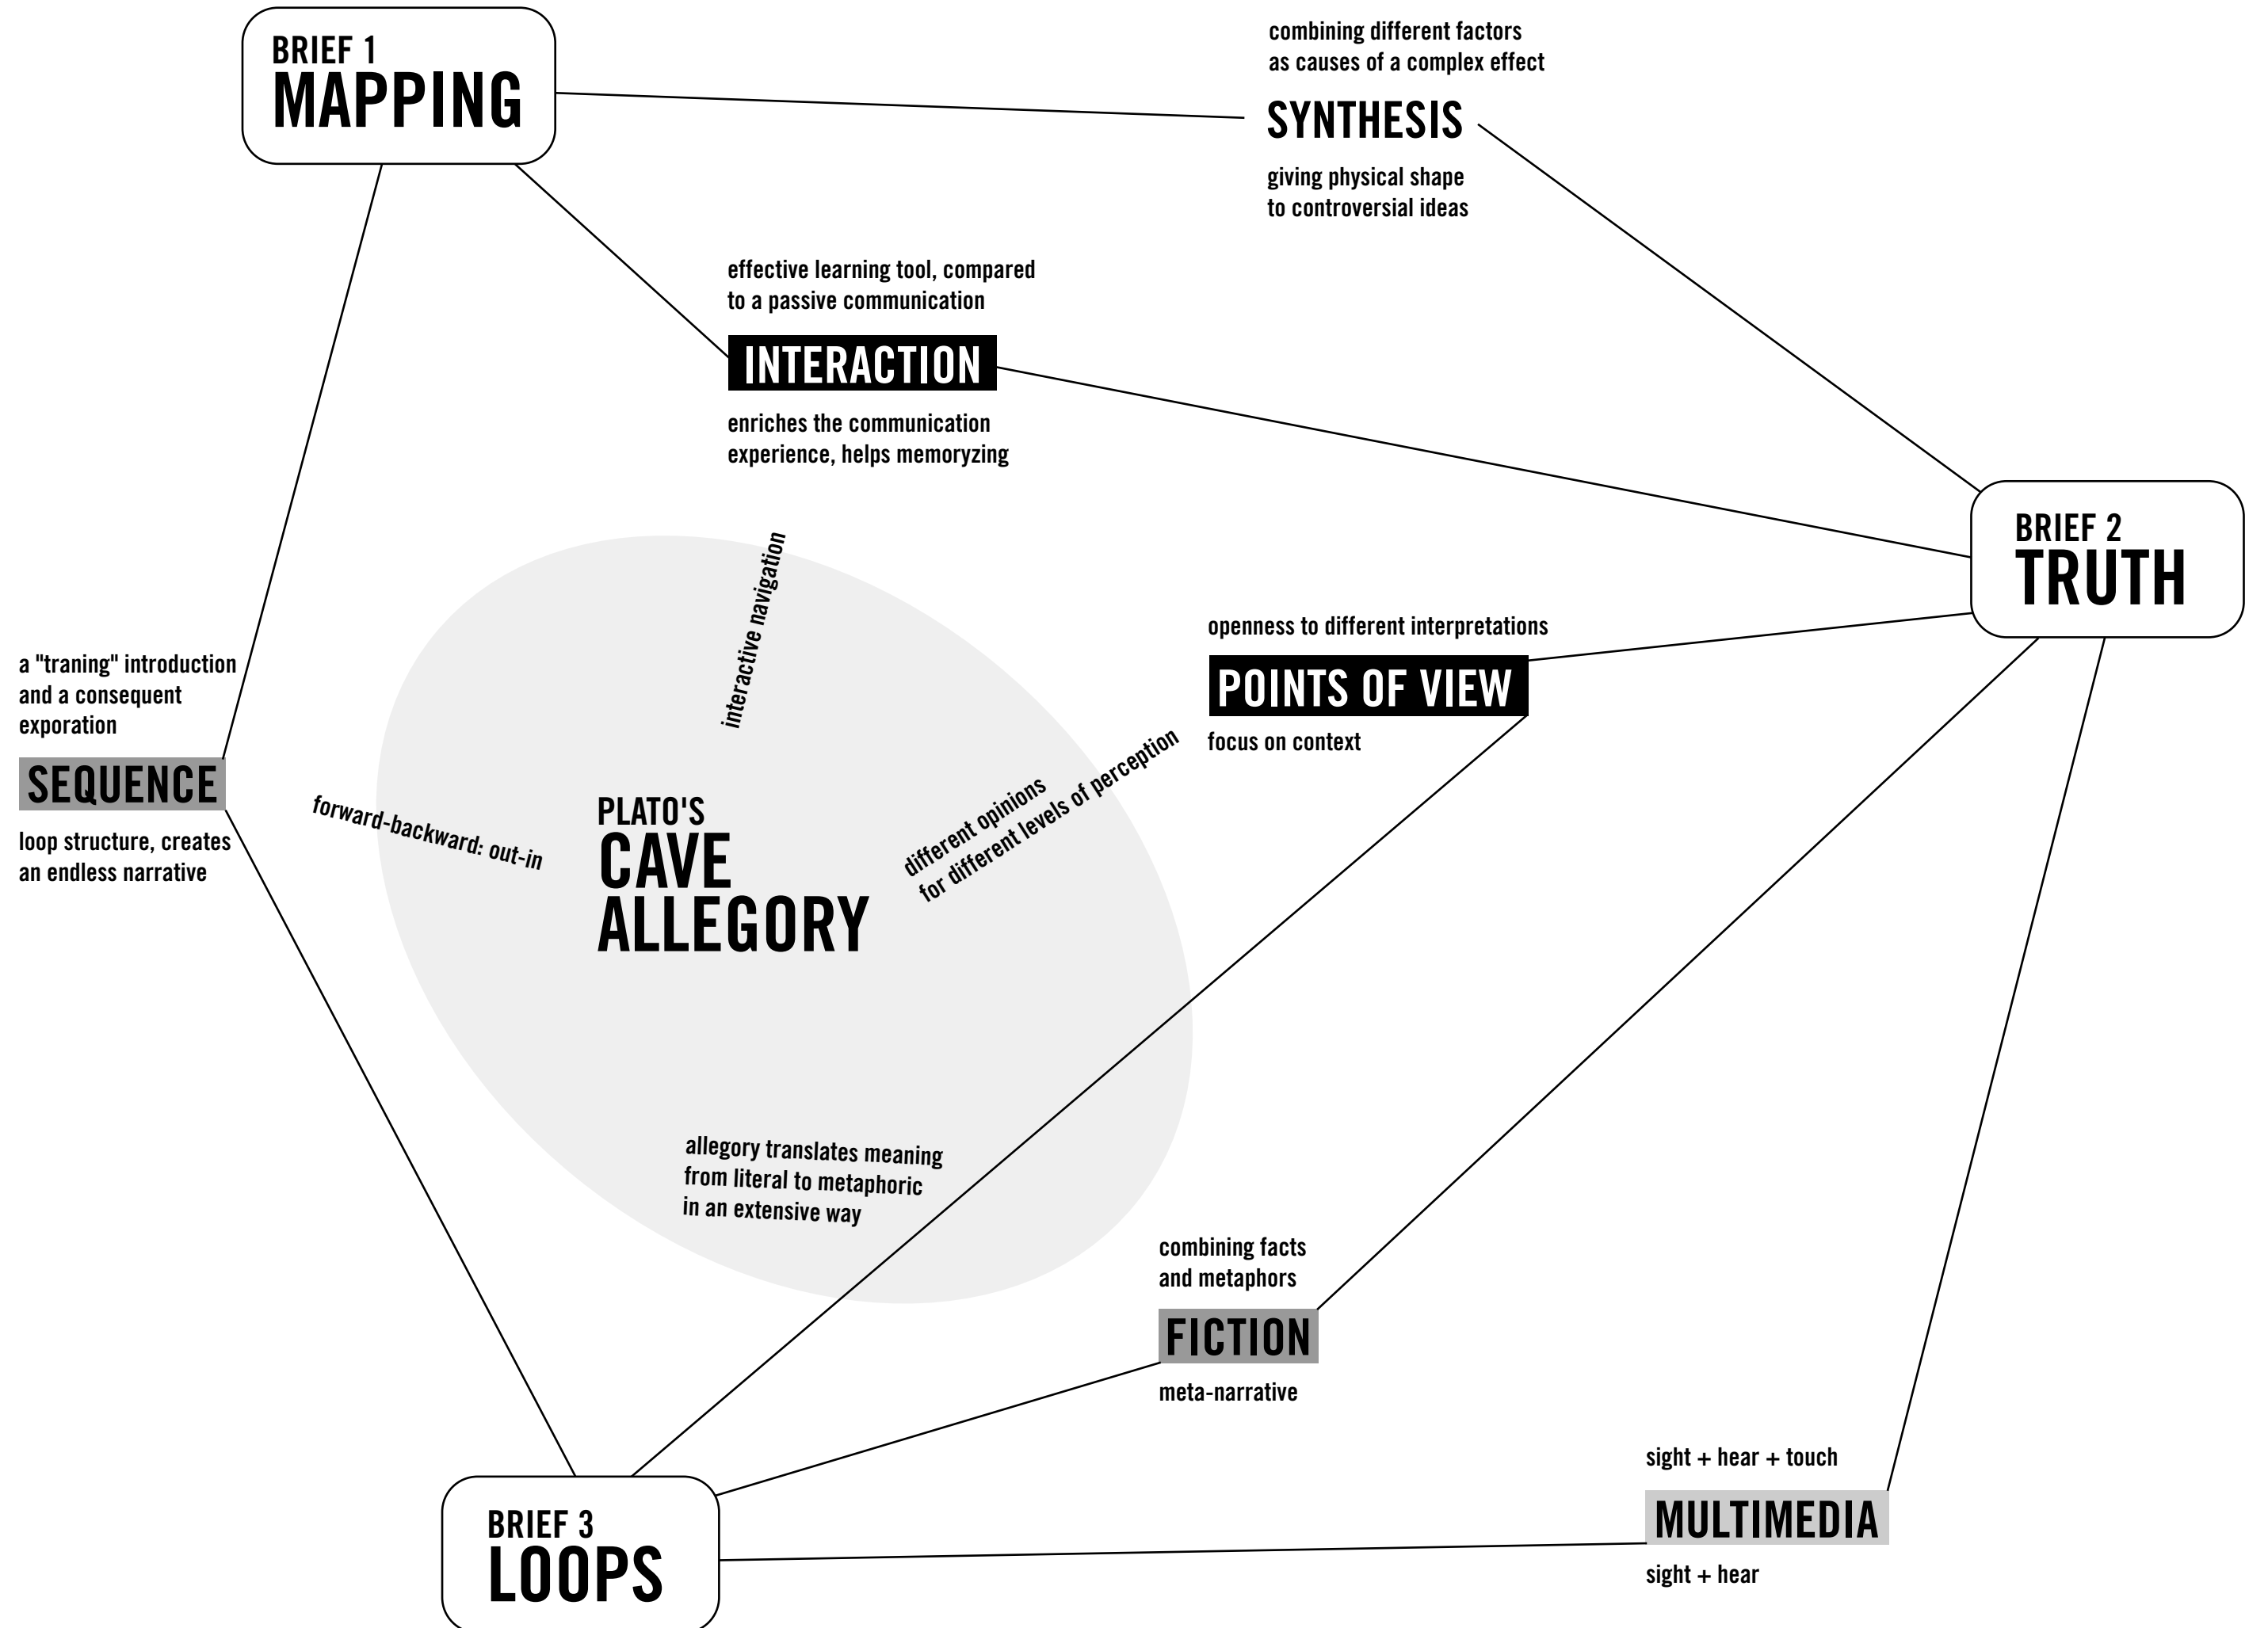 BRIEF 1
MAPPING
combining different factors
as causes of a complex effect
SYNTHESIS
giving physical shape
to controversial ideas
effective learning tool, compared
to a passive communication
INTERACTION
enriches the communication
experience, helps memoryzing
BRIEF 2
TRUTH
interactive navigation
openness to different interpretations
POINTS OF VIEW
focus on context
a "traning" introduction
and a consequent
exporation
SEQUENCE
loop structure, creates
an endless narrative
forward-backward: out-in
PLATO'S
CAVE
ALLEGORY
different opinions
for different levels of perception
allegory translates meaning
from literal to metaphoric
in an extensive way
combining facts
and metaphors
FICTION
meta-narrative
sight + hear + touch
MULTIMEDIA
sight + hear
BRIEF 3
LOOPS